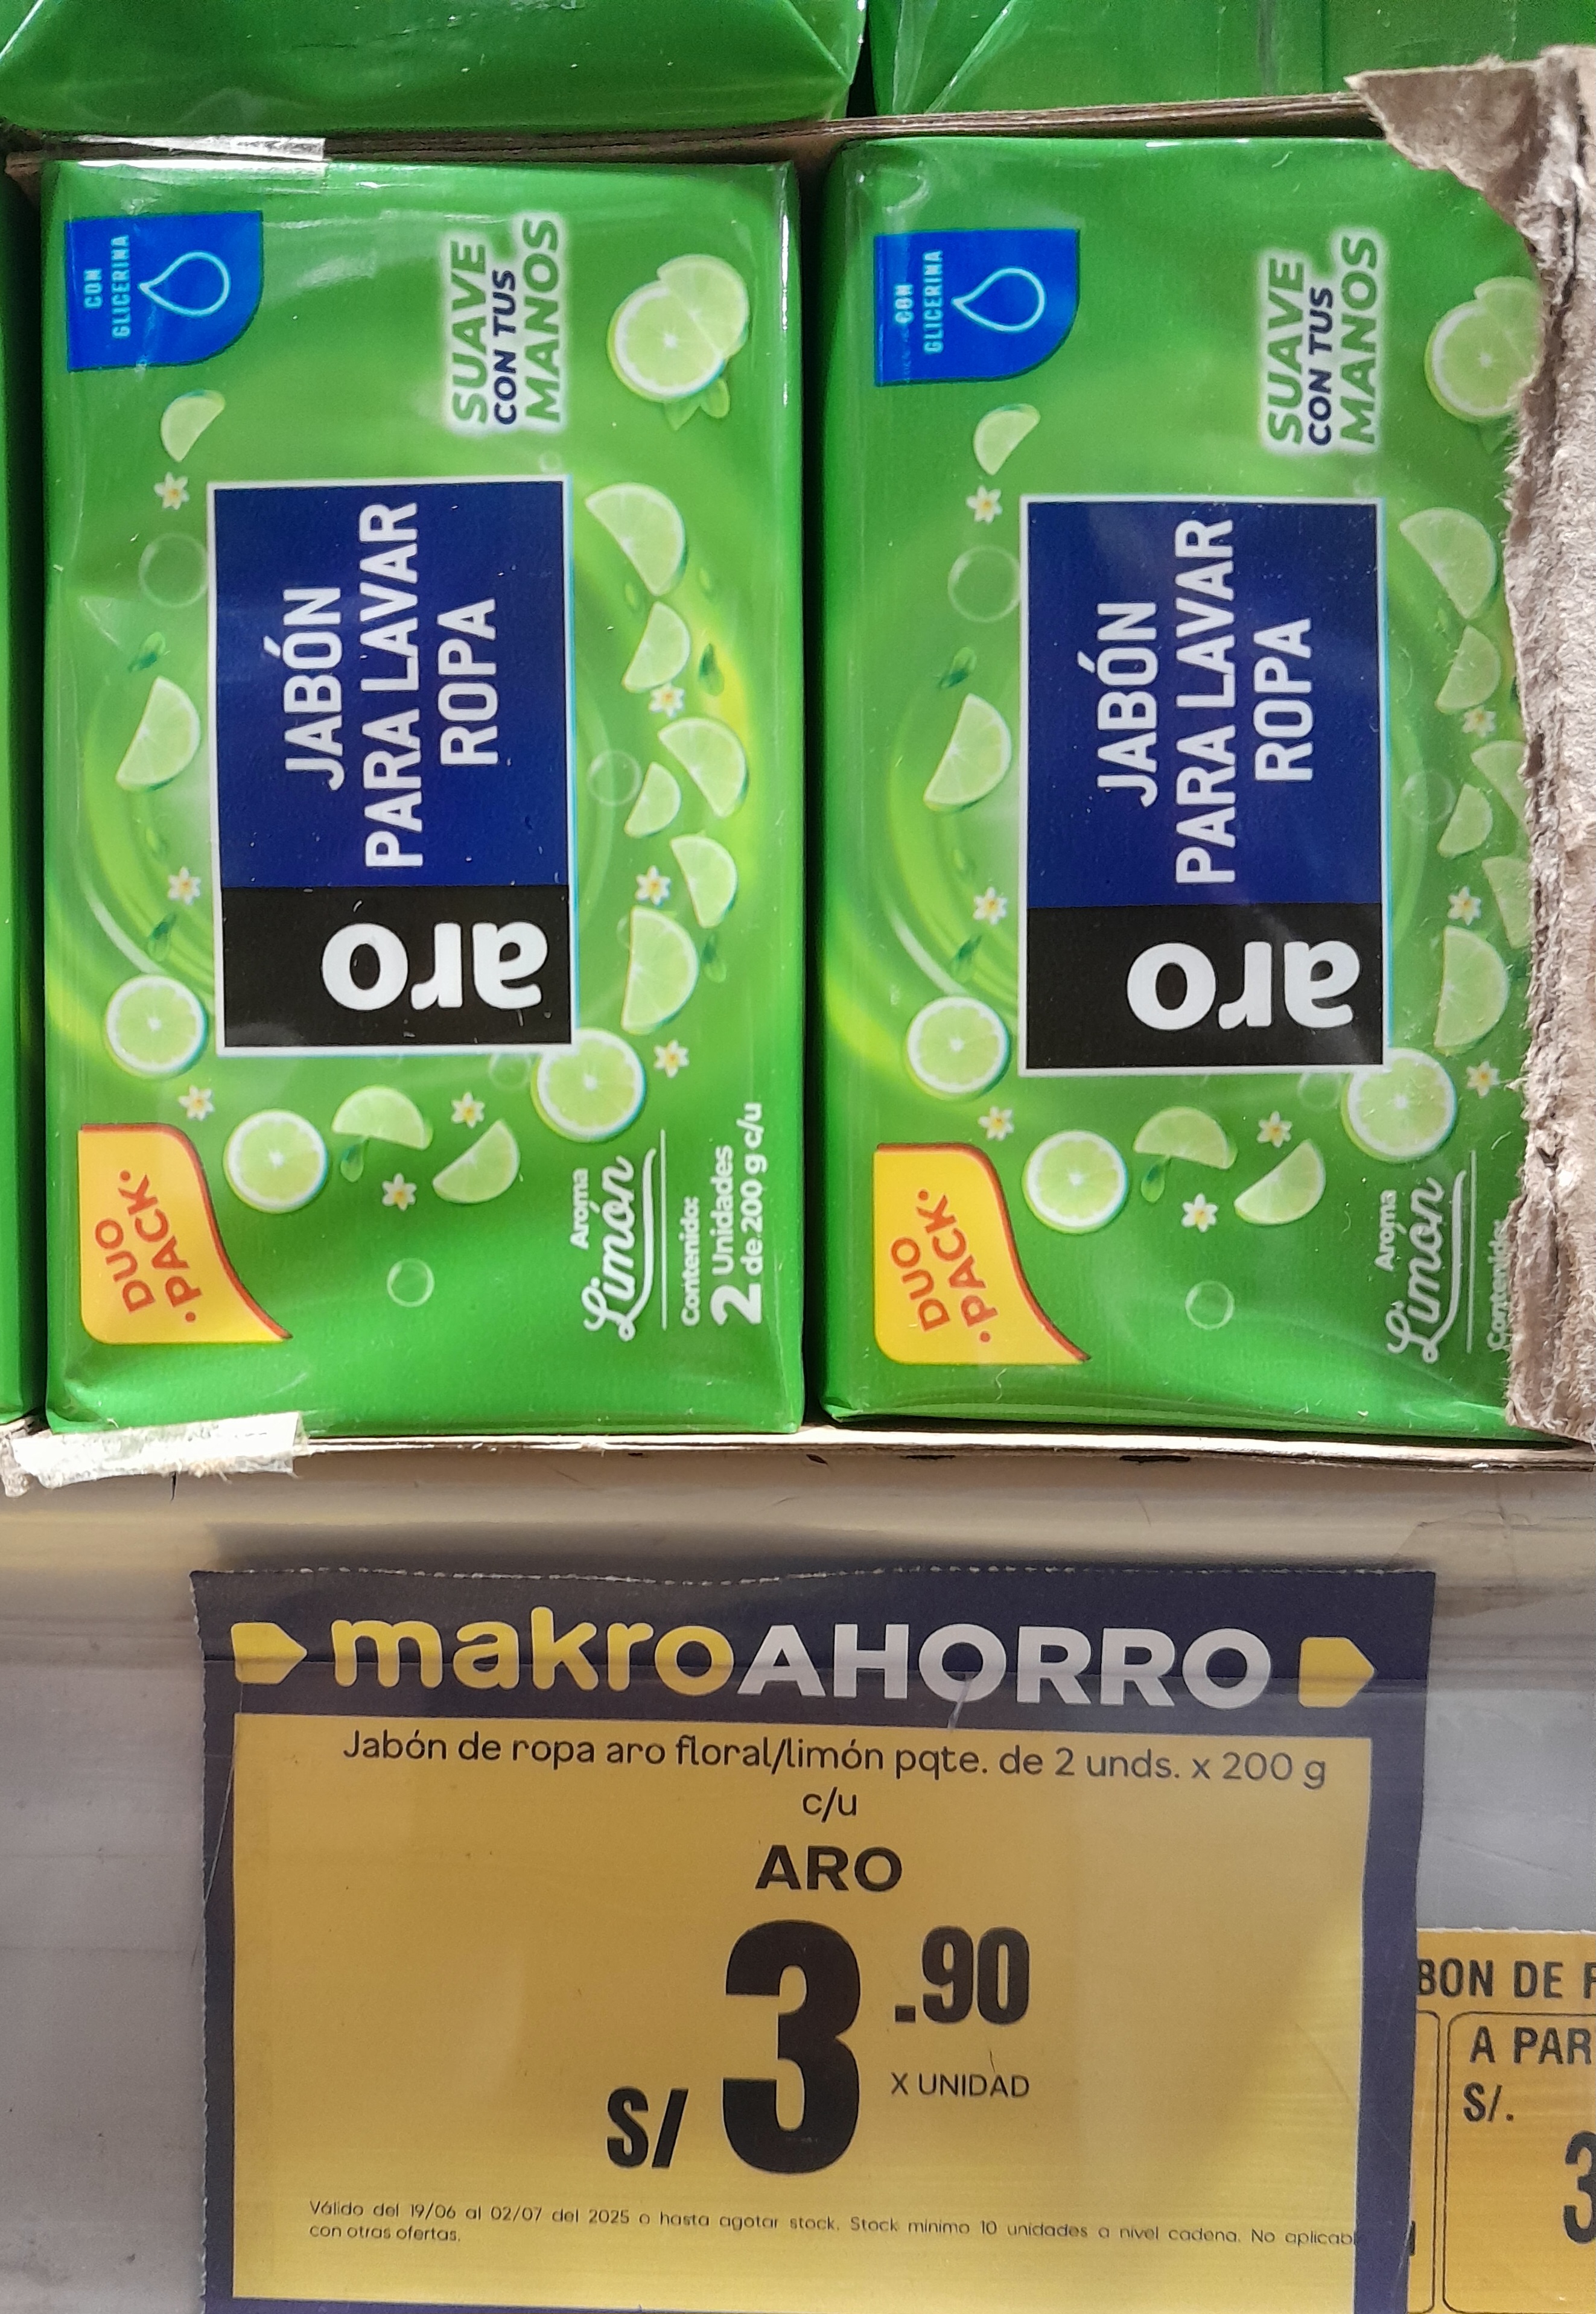 CON
GLICERINA
SUAVE
CON TUS
MANOS
JABÓN
PARA LAVAR
ROPA
aro
DUO
PACK
Aroma
Limón
Contenido:
2 Unidades
de 200 g c/u
CON
GLICERINA
SUAVE
CON TUS
MANOS
JABÓN
PARA LAVAR
ROPA
aro
DUO
PACK
Aroma
Limón
Contenido:
makroAHORRO
Jabón de ropa aro floral/limón pqte. de 2 unds. x 200 g
c/u
ARO
S/ 3.90
X UNIDAD
Válido del 19/06 al 02/07 del 2025 o hasta agotar stock. Stock mínimo 10 unidades a nivel cadena. No aplicabl
con otras ofertas.
BON DE R
A PAR
S/.
3